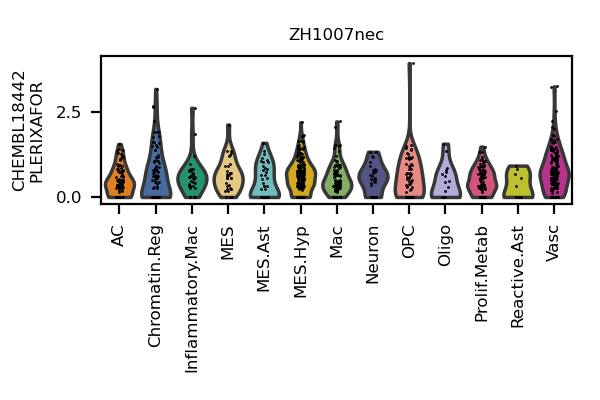 ZH1007nec
CHEMBL18442
PLERIXAFOR
2.5
0.0
AC
Chromatin.Reg
Inflammatory.Mac
MES
MES.Ast
MES.Hyp
Mac
Neuron
OPC
Oligo
Prolif.Metab
Reactive.Ast
Vasc